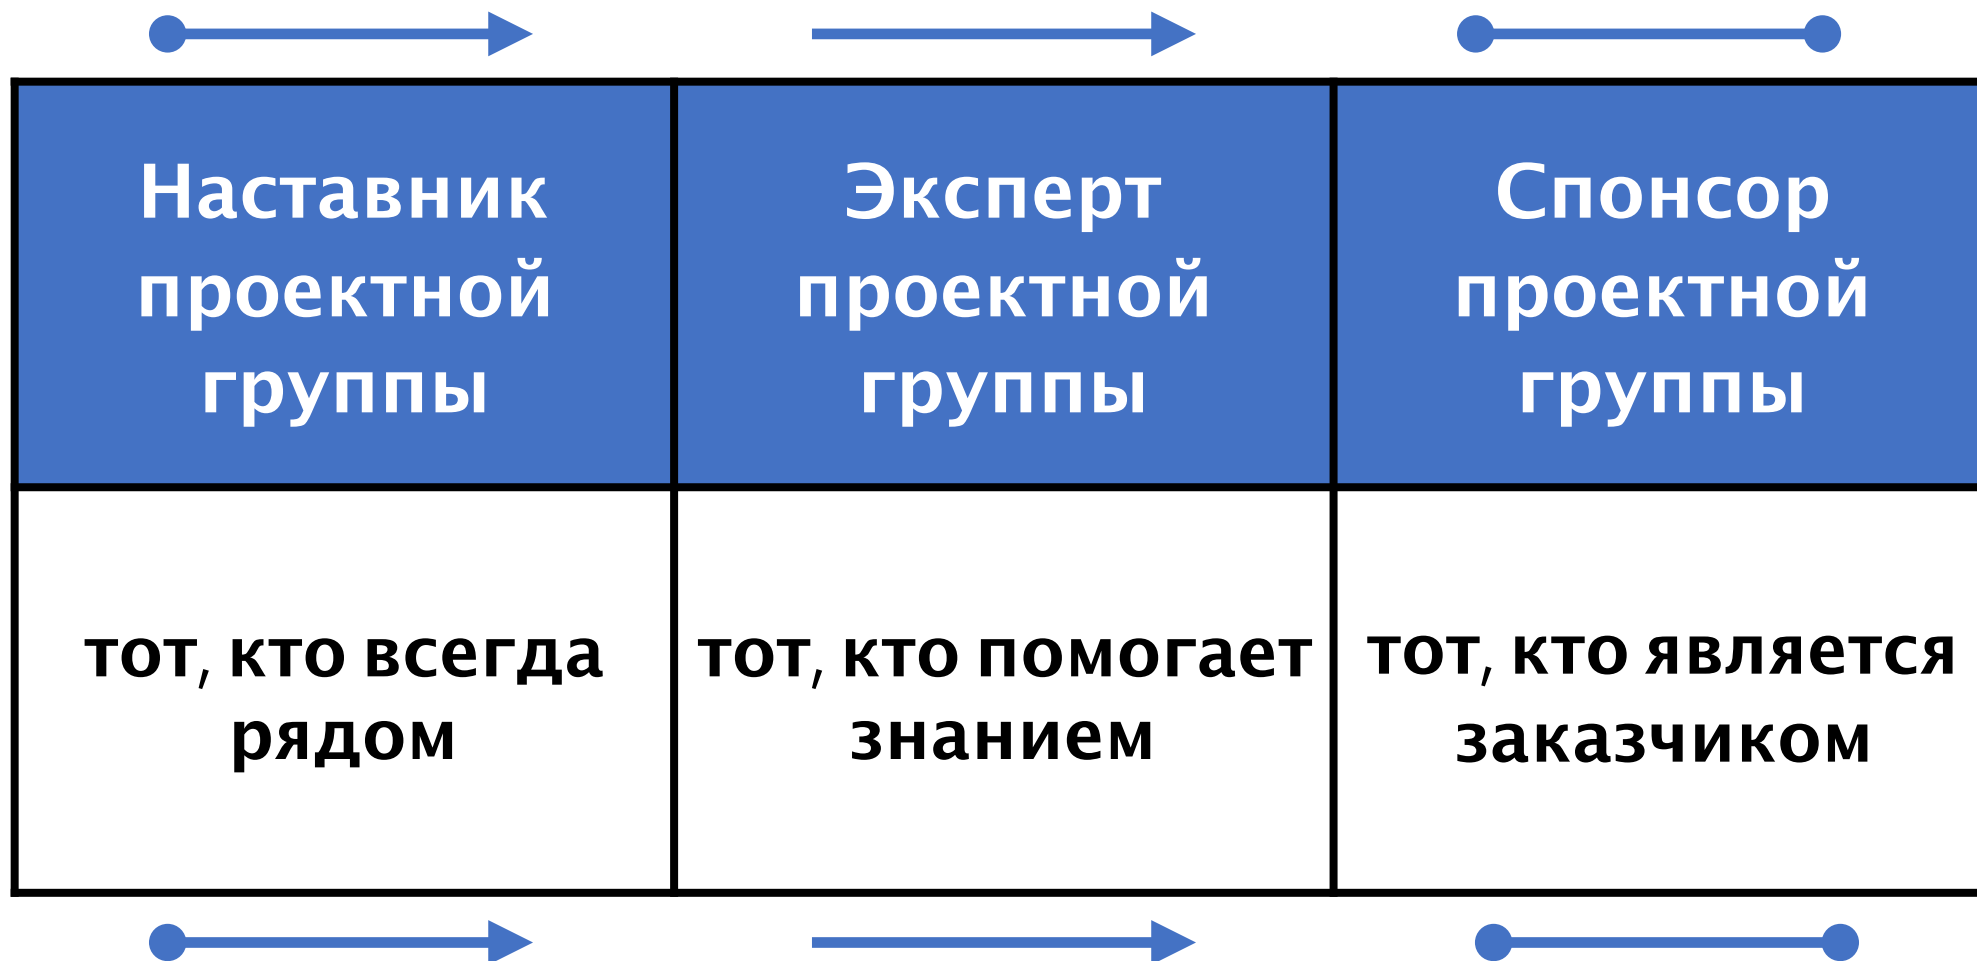 Наставник
проектной
группы
Эксперт
проектной
группы
Спонсор
проектной
группы
тот, кто всегда
рядом
тот, кто помогает
знанием
тот, кто является
заказчиком